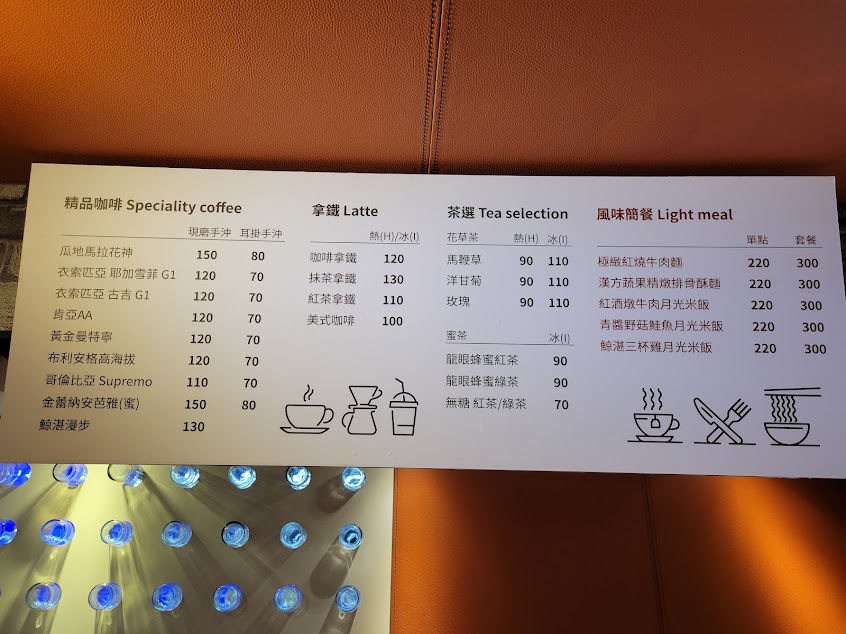 精品咖啡 Speciality coffee
現磨手沖 耳掛手沖
瓜地馬拉花神 150 80
衣索匹亞 耶加雪菲 G1 120 70
衣索匹亞 古吉 G1 120 70
肯亞AA 120 70
黃金曼特寧 120 70
布利安格高海拔 120 70
哥倫比亞 Supremo 110 70
金蕾納安芭雅(蜜) 150 80
鯨湛漫步 130
拿鐵 Latte
熱(H)/冰(I)
咖啡拿鐵 120
抹茶拿鐵 130
紅茶拿鐵 110
美式咖啡 100
茶選 Tea selection
花草茶 熱(H) 冰(I)
馬鞭草 90 110
洋甘菊 90 110
玫瑰 90 110
蜜茶 冰(I)
龍眼蜂蜜紅茶 90
龍眼蜂蜜綠茶 90
無糖 紅茶/綠茶 70
風味簡餐 Light meal
單點 套餐
極緻紅燒牛肉麵 220 300
漢方蔬果精燉排骨酥麵 220 300
紅酒燉牛肉月光米飯 220 300
青醬野菇鮭魚月光米飯 220 300
鯨湛三杯雞月光米飯 220 300